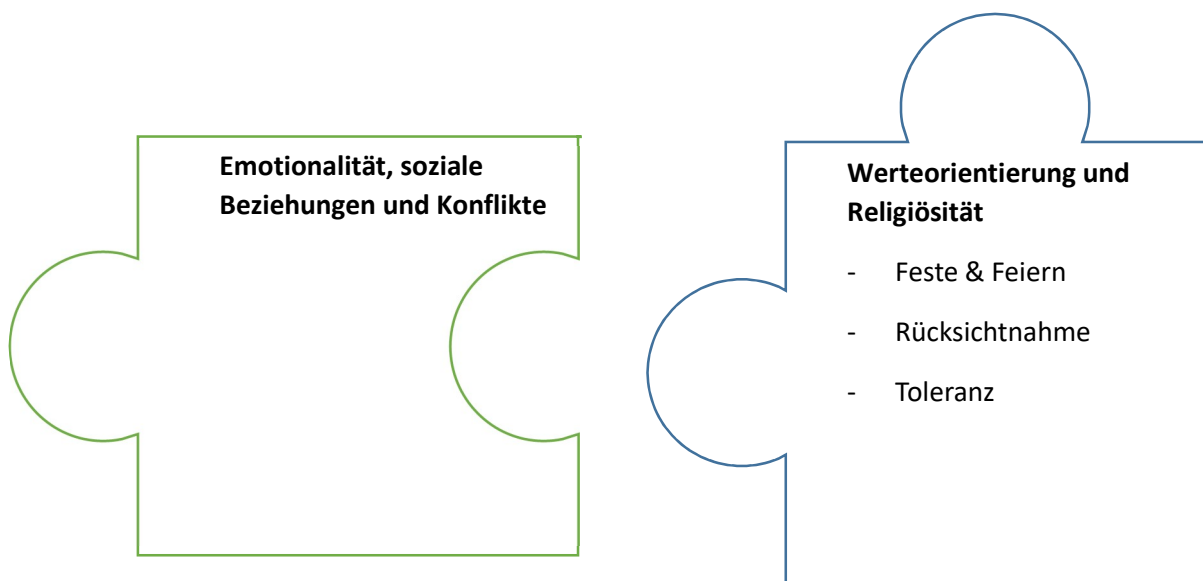 Emotionalität, soziale
Beziehungen und Konflikte
Werteorientierung und
Religiösität
- Feste & Feiern
- Rücksichtnahme
- Toleranz